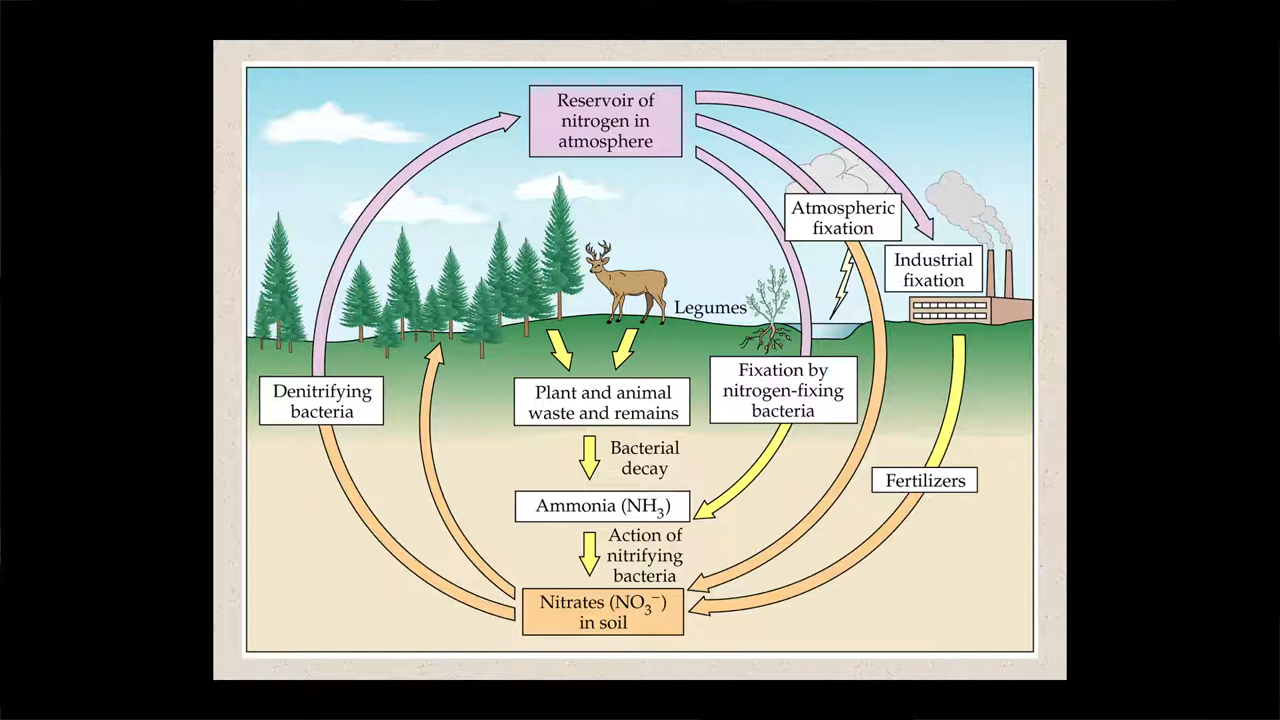 Reservoir of
nitrogen in
atmosphere
Atmospheric
fixation
Industrial
fixation
Legumes
Denitrifying
bacteria
Plant and animal
waste and remains
Fixation by
nitrogen-fixing
bacteria
Bacterial
decay
Fertilizers
Ammonia (NH₃)
Action of
nitrifying
bacteria
Nitrates (NO₃⁻)
in soil